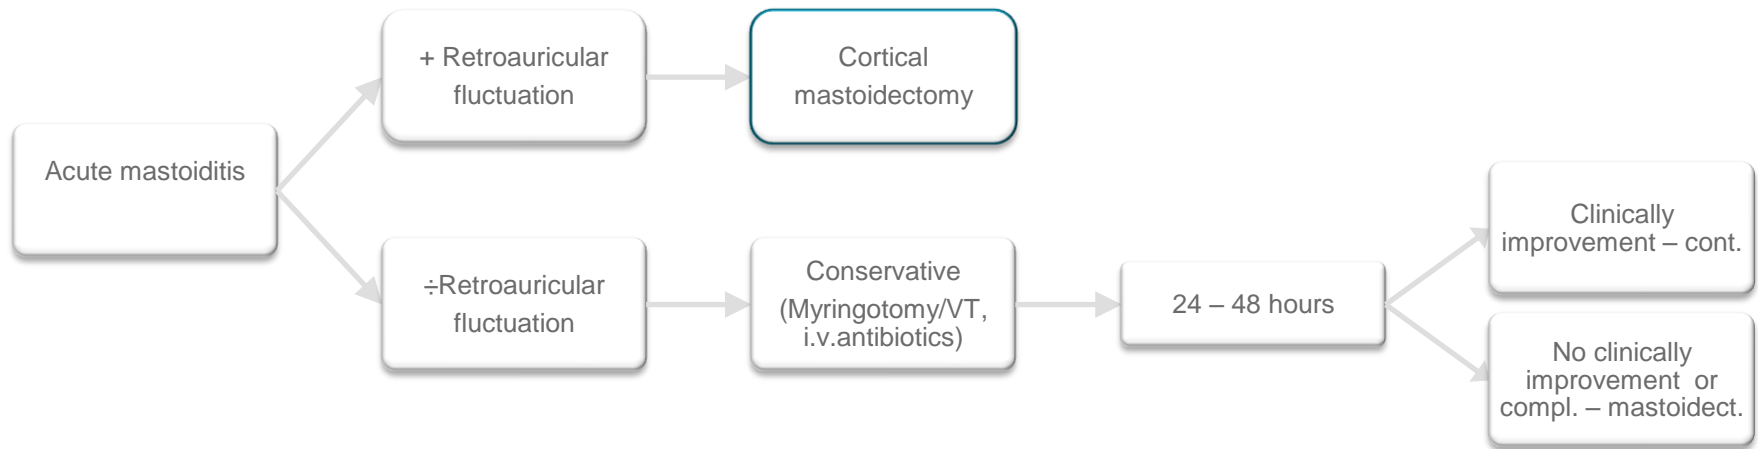 + Retroauricular
fluctuation
Cortical
mastoidectomy
Acute mastoiditis
÷Retroauricular
fluctuation
Conservative
(Myringotomy/VT,
i.v.antibiotics)
24 – 48 hours
Clinically
improvement – cont.
No clinically
improvement  or
compl. – mastoidect.